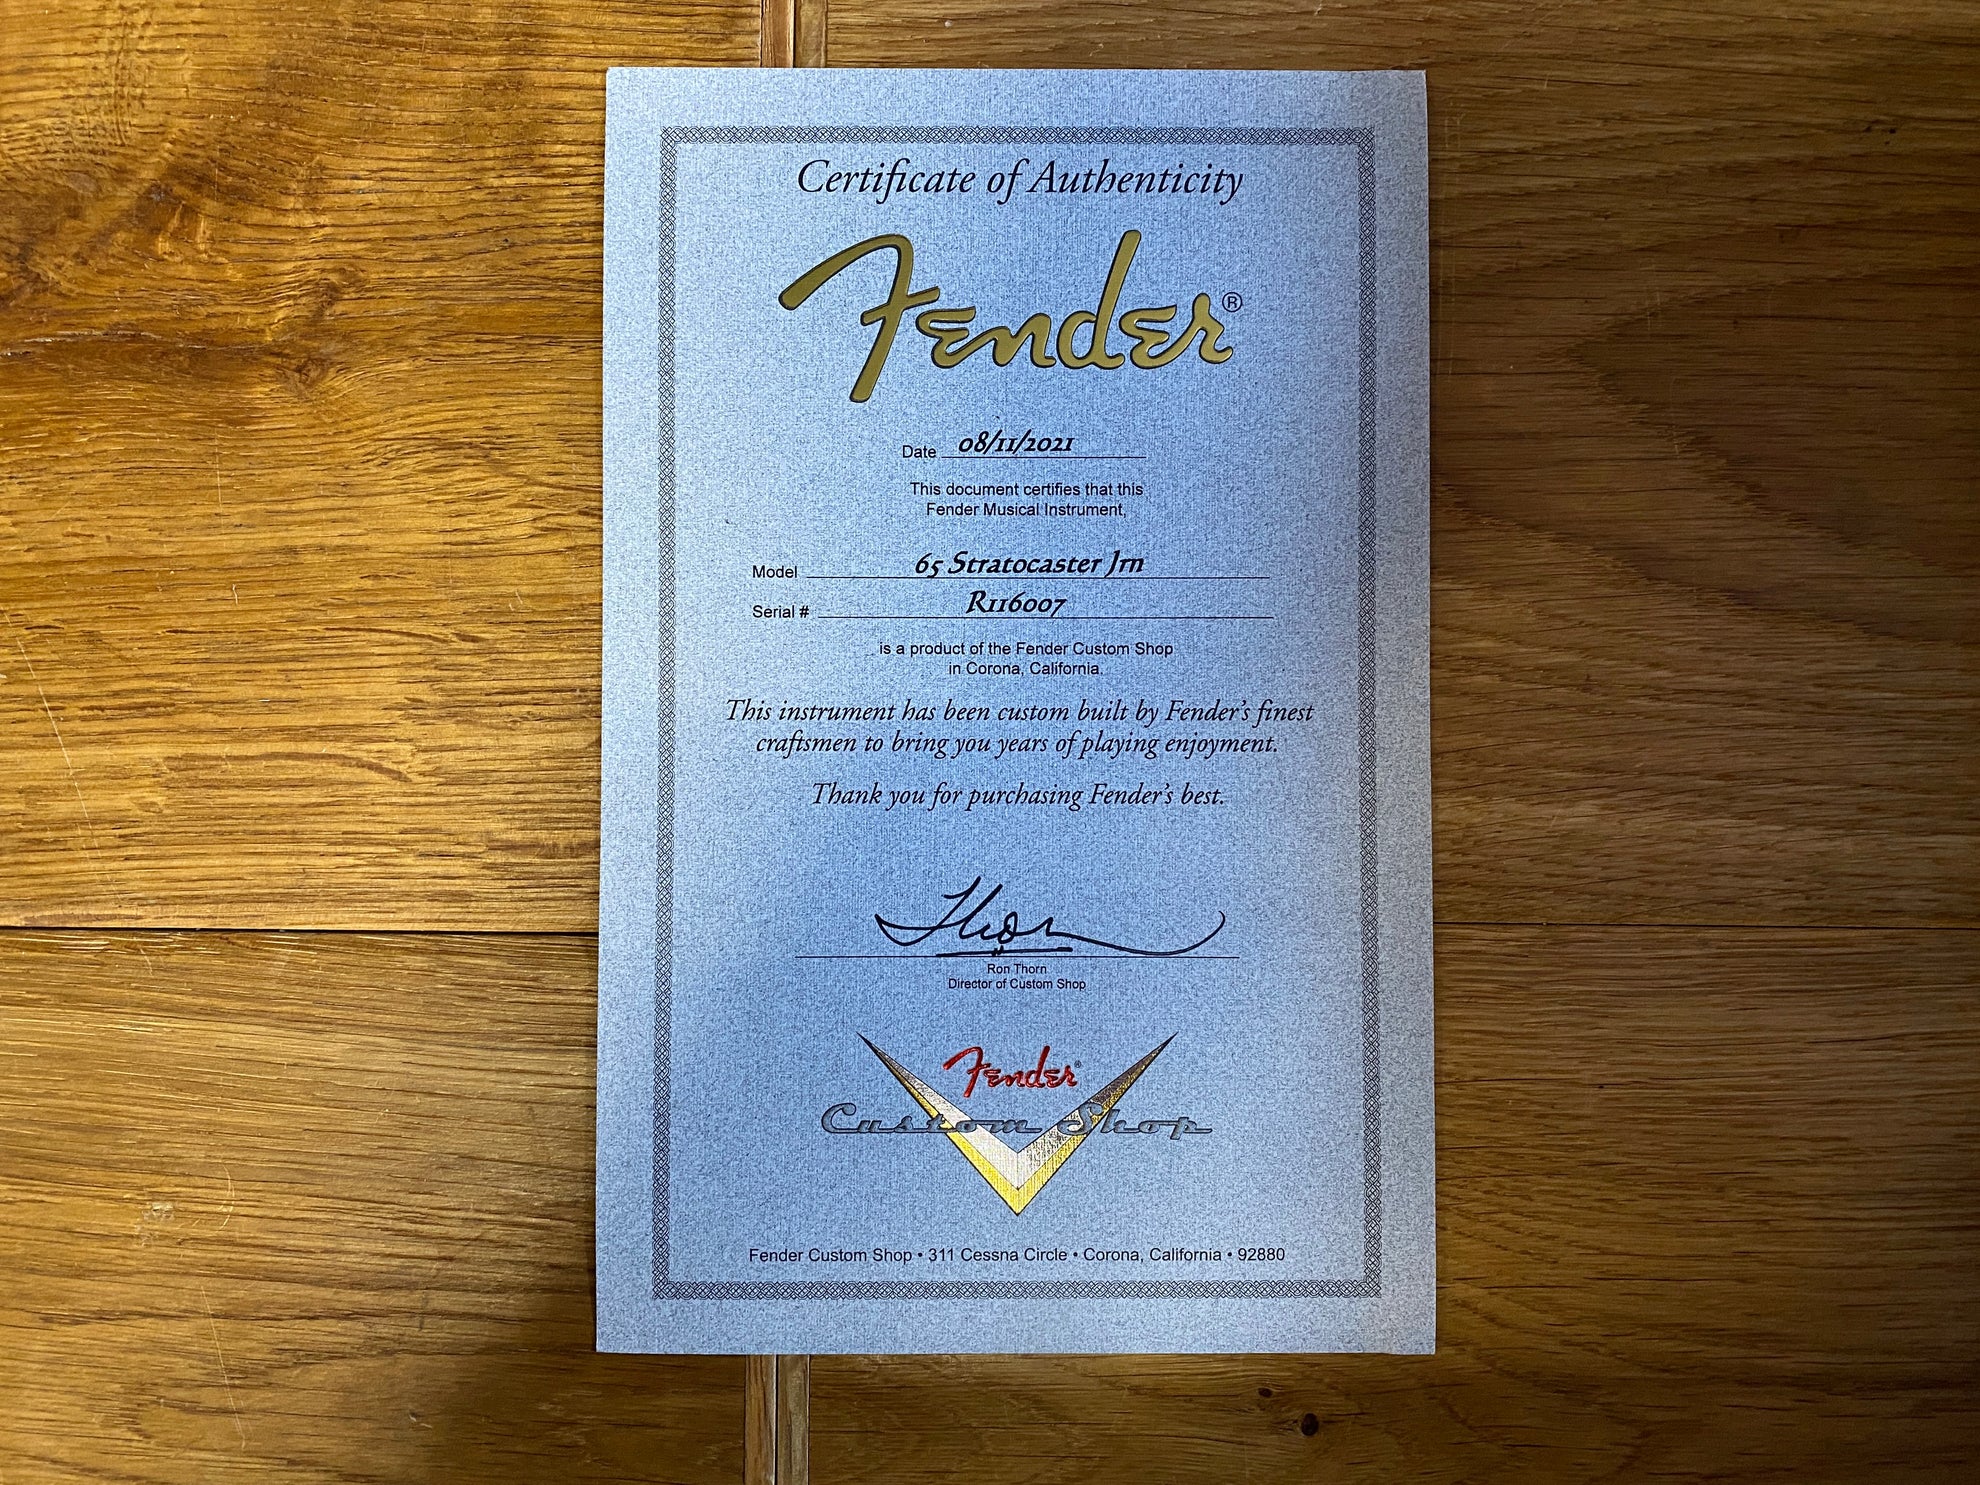 Certificate of Authenticity
Fender®
Date 08/11/2021
This document certifies that this
Fender Musical Instrument,
Model 65 Stratocaster Jrn
Serial # R116007
is a product of the Fender Custom Shop
in Corona, California.
This instrument has been custom built by Fender's finest
craftsmen to bring you years of playing enjoyment.
Thank you for purchasing Fender's best.
Thorn
Ron Thorn
Director of Custom Shop
Fender®
Custom Shop
Fender Custom Shop • 311 Cessna Circle • Corona, California • 92880